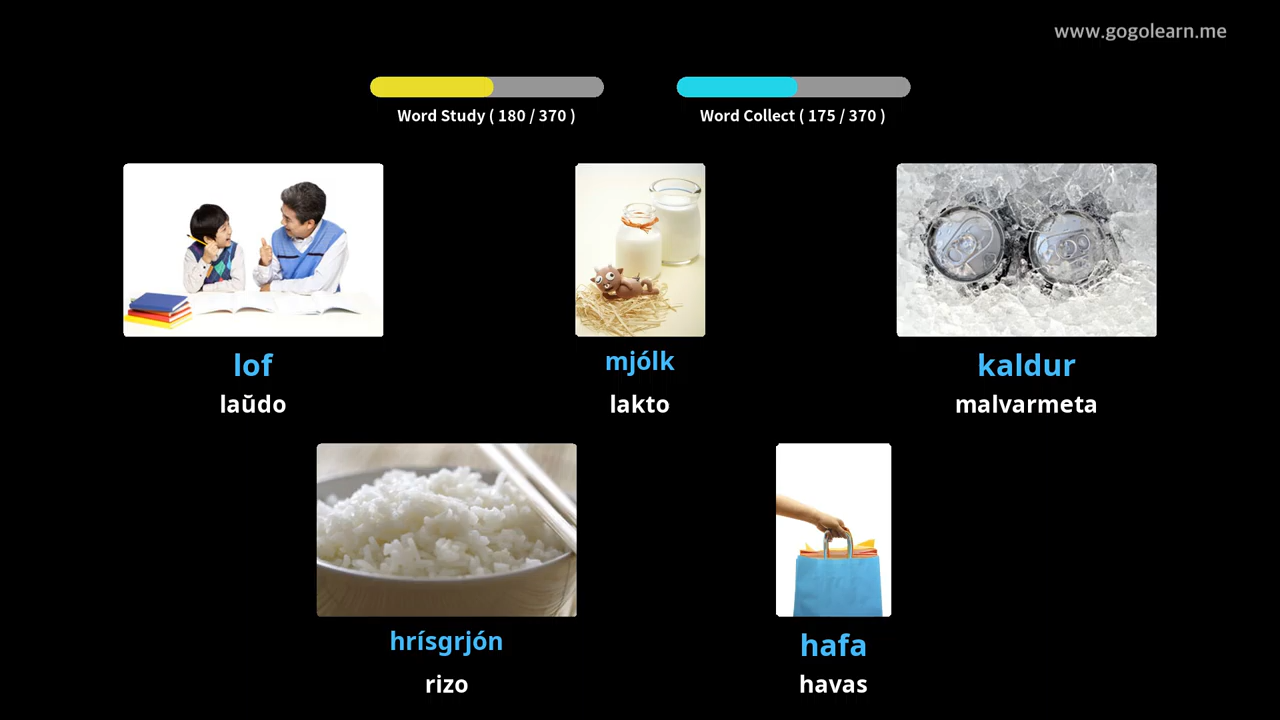 www.gogolearn.me
Word Study ( 180 / 370 )
Word Collect ( 175 / 370 )
lof
mjólk
kaldur
laŭdo
lakto
malvarmeta
hrísgrjón
hafa
rizo
havas